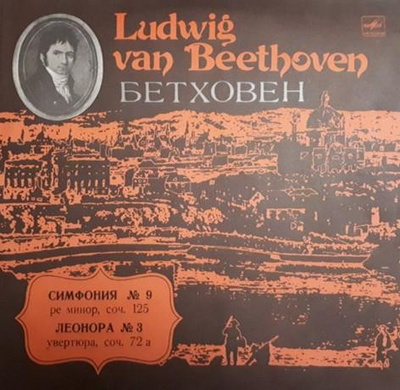 Ludwig
van Beethoven
БЕТХОВЕН
СИМФОНИЯ № 9
ре минор, соч. 125
ЛЕОНОРА № 3
увертюра, соч. 72 а